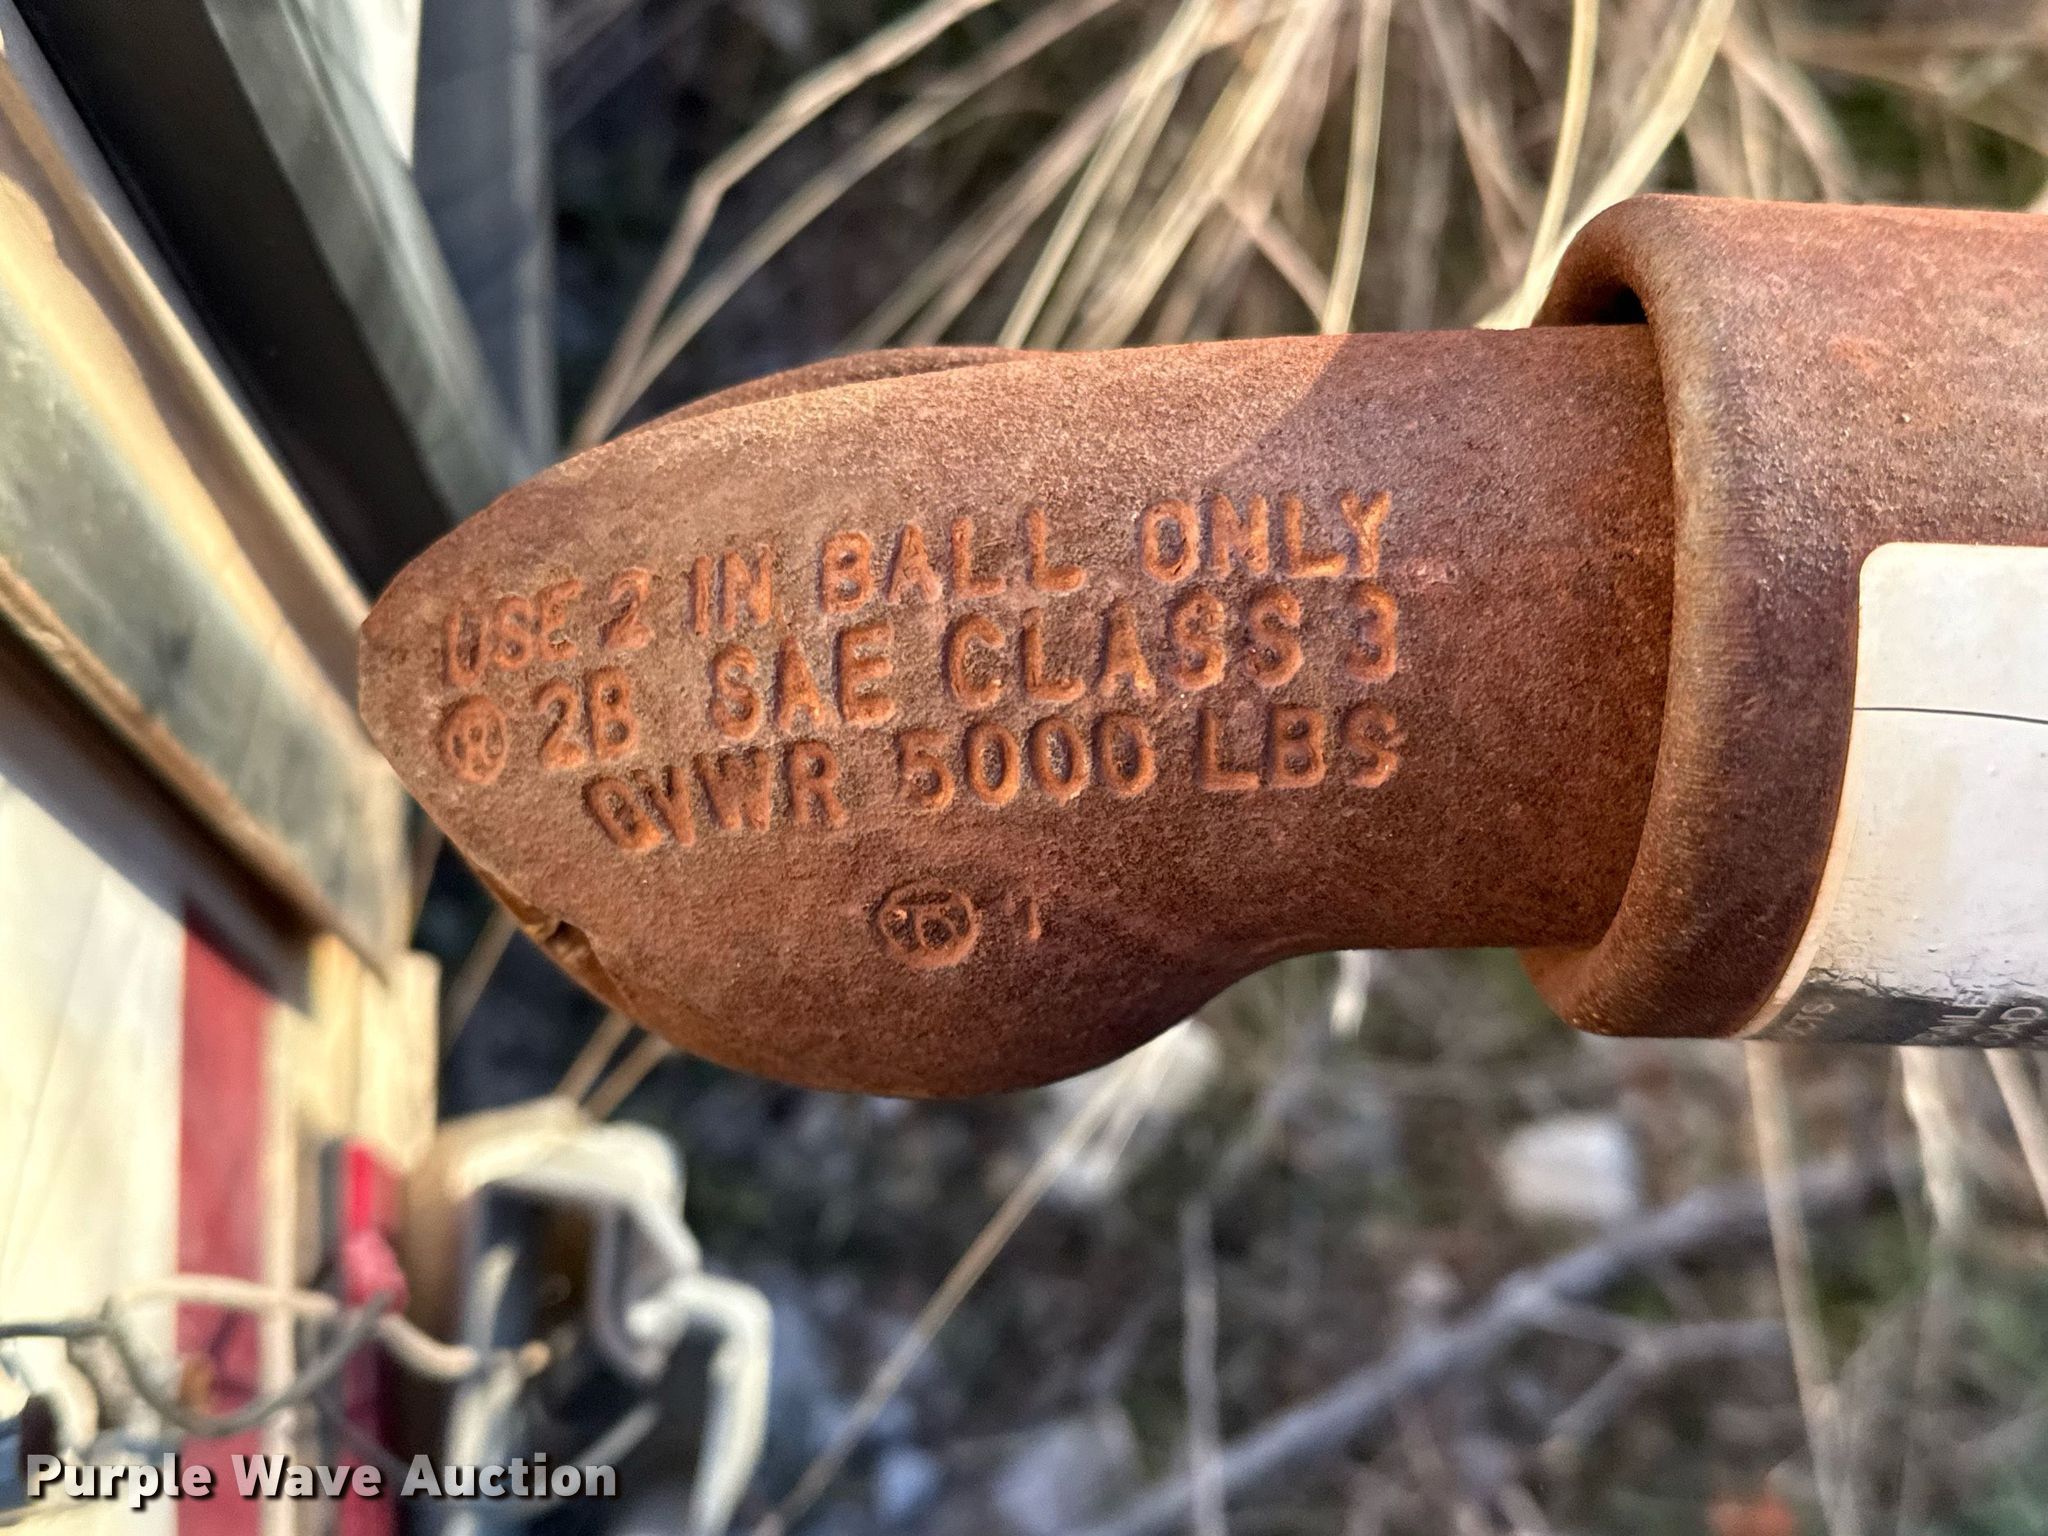 USE 2 IN BALL ONLY
® 2B SAE CLASS 3
GVWR 5000 LBS
Purple Wave Auction